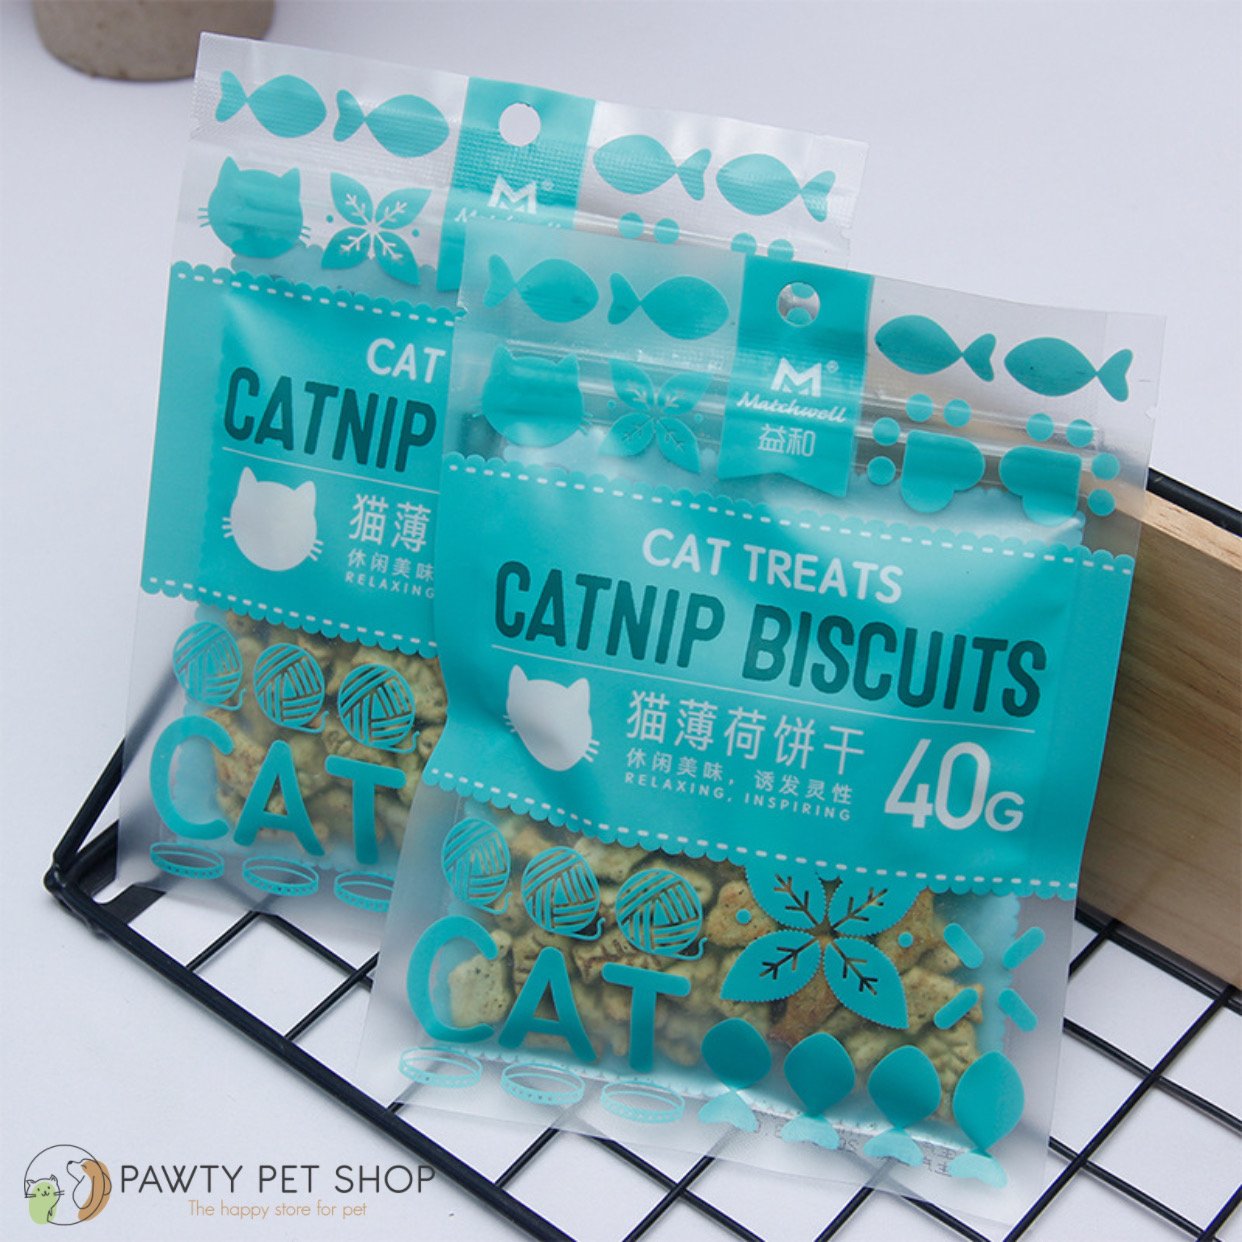 M®
Matchwell
CAT
CATNIP
猫薄
休闲美味
RELAXING
CAT
M®
Matchwell
益和
CAT TREATS
CATNIP BISCUITS
猫薄荷饼干
休闲美味，诱发灵性
RELAXING, INSPIRING
40G
CAT
PAWTY PET SHOP
The happy store for pet